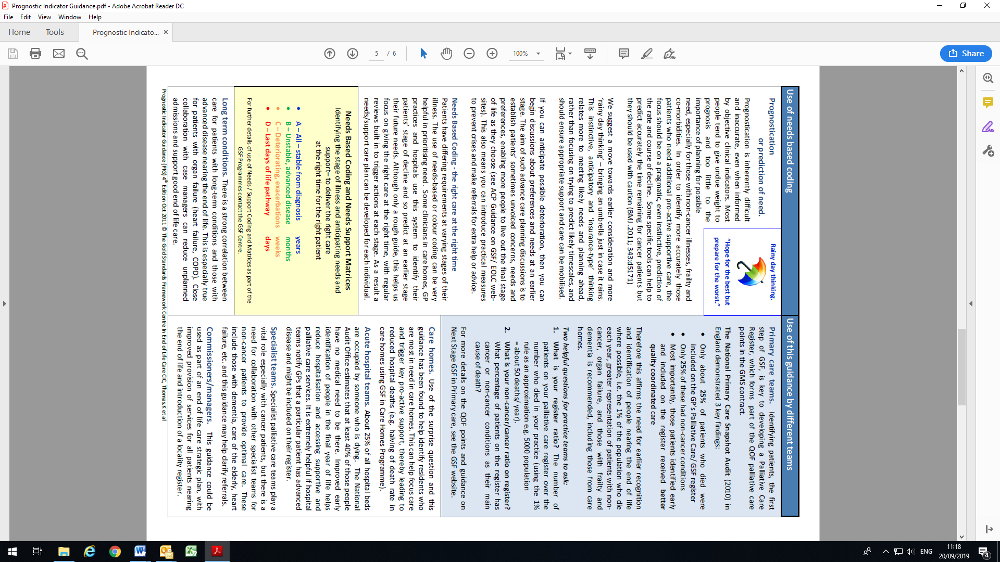 Prognostic Indicator Guidance.pdf - Adobe Acrobat Reader DC
File Edit View Window Help
Home Tools Prognostic Indicato... ×
5 / 6 100% Share
Use of needs based coding
Prognostication
or prediction of need.
Prognostication is inherently difficult
and inaccurate, even when informed
by objective clinical indicators. Most
people tend to give undue weight to
prognosis and too little to the
importance of planning for possible
need, especially for those with non-cancer illnesses, frailty and
co-morbidities. In order to identify more accurately those
patients who need additional pro-active supportive care, the
focus should be on a pragmatic, even instinctive, prediction of
the rate and course of decline. Some specific tools can help to
predict accurately the time remaining for cancer patients but
they should be used with caution (BMJ .2011; 343:d5171)
Rainy day thinking.
“Hope for the best but
prepare for the worst.”
We suggest a move towards earlier consideration and more
‘rainy day thinking’ – bringing an umbrella just in case it rains.
This instinctive, anticipatory and ‘insurance-type’ thinking
relates more to meeting likely needs and planning ahead,
rather than focusing on trying to predict likely timescales, and
should ensure appropriate support and care can be mobilised.
If you can anticipate possible deterioration, then you can
begin discussions about preferences and needs at an earlier
stage. The aim of such advance care planning discussions is to
establish patients’ sometimes unvoiced concerns, needs and
preferences, enabling more people to live out the final stage
of life as they choose (see ACP Guidance on GSF/ EOLC web-
sites). This also means you can introduce practical measures
to prevent crises and make referrals for extra help or advice.
Needs Based Coding - the right care at the right time
Patients have differing requirements at varying stages of their
illness. The use of needs-based or colour coding can be very
helpful in prioritising need. Some clinicians in care homes, GP
practices and hospitals use this system to identify their
patients’ stage of decline and so predict at an earlier stage
their future needs. Although only a rough guide, this helps us
focus on giving the right care at the right time, with regular
reviews built in to trigger actions at each stage. As a result a
needs/support care plan can be developed for each individual.
Needs Based Coding and Needs Support Matrices
Identifying the stage of illness and anticipating needs and
support– to deliver the right care
at the right time for the right patient
• A – All – stable from diagnosis years
• B – Unstable, advanced disease months
• C – Deteriorating, exacerbations weeks
• D – Last days of life pathway days
For further details of use of Needs / Support Coding and Matrices as part of the
GSF Programmes contact the GSF Centre.
Long term conditions. There is a strong correlation between
care for patients with long-term conditions and those with
advanced disease nearing the end of life. This is especially true
for patients with organ failure (heart failure, COPD). Close
collaboration with case managers can reduce unplanned
admissions and support good end of life care.
Use of this guidance by different teams
Primary care teams. Identifying patients, the first
step of GSF, is key to developing a Palliative Care
Register, which forms part of the QOF palliative care
points in the GMS contract.
The National Primary Care Snapshot Audit (2010) in
England demonstrated 3 key findings:
• Only about 25% of patients who died were
included on the GP’s Palliative Care/ GSF register
• Only 25% of these had non-cancer conditions
• Most importantly, those patients identified early
and included on the register received better
quality coordinated care
Therefore this affirms the need for earlier recognition
and identification of people nearing the end of life
where possible, i.e. the 1% of the population who die
each year, greater representation of patients with non-
cancer, organ failure, and those with frailty and
dementia is recommended, including those from care
homes.
Two helpful questions for practice teams to ask:
1. What is your register ratio? The number of
patients on your palliative care register over the
number who died in your practice (using the 1%
rule as an approximation e.g. 5000 population
= about 50 deaths/ year).
2. What is your non-cancer/cancer ratio on register?
What percentage of patients on the register has
cancer or non-cancer conditions as their main
cause of death?
For more details on the QOF points and guidance on
Next Stage GSF in Primary care, see the GSF website.
Care homes. Use of the surprise question and this
guidance has been found to help identify residents who
are most in need in care homes. This can help focus care
and trigger key pro-active support, thereby leading to
reduced hospital deaths (e.g. halving of death rate in
care homes using GSF in Care Homes Programme).
Acute hospital teams. About 25% of all hospital beds
are occupied by someone who is dying. The National
Audit Office estimates that at least 40% of those people
have no medical need to be there. Improved early
identification of people in the final year of life helps
reduce hospitalisation and accessing supportive and
palliative care services. It is extremely helpful if hospital
teams notify GPs that a particular patient has advanced
disease and might be included on their register.
Specialist teams. Specialist palliative care teams play a
vital role especially with cancer patients, but there is a
need for collaboration with other specialist teams for
non-cancer patients to provide optimal care. These
include those with dementia, care of the elderly, heart
failure, etc. and this guidance may help clarify referrals.
Commissioners/managers. This guidance could be
used as part of an end of life care strategic plan, with
improved provision of services for all patients nearing
the end of life and introduction of a locality register.
Prognostic Indicator Guidance (PIG) 4th Edition Oct 2011 © The Gold Standards Framework Centre In End of Life Care CIC, Thomas.K et al
ENG
11:18
20/09/2019
4